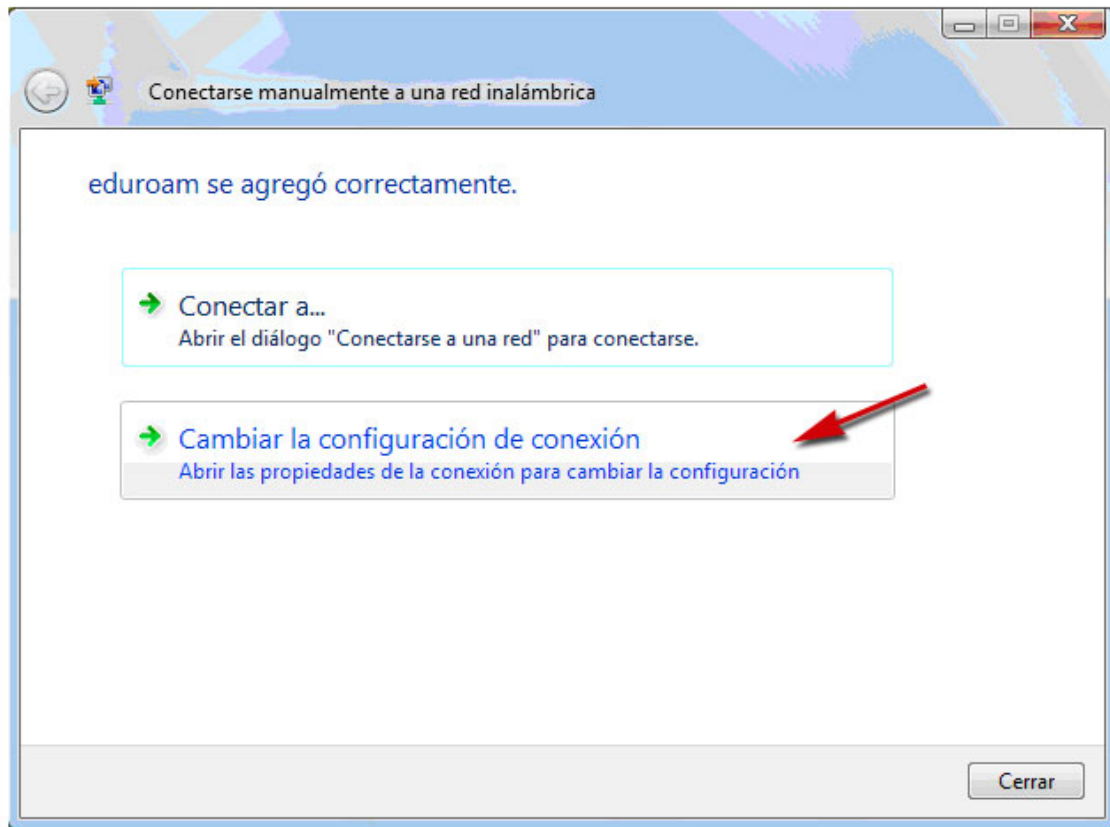 Conectarse manualmente a una red inalámbrica
eduroam se agregó correctamente.
Conectar a...
Abrir el diálogo "Conectarse a una red" para conectarse.
Cambiar la configuración de conexión
Abrir las propiedades de la conexión para cambiar la configuración
Cerrar